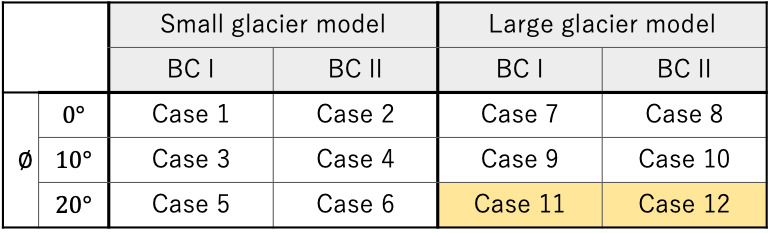 Small glacier model Large glacier model
BC I BC II BC I BC II
0° Case 1 Case 2 Case 7 Case 8
Ø 10° Case 3 Case 4 Case 9 Case 10
20° Case 5 Case 6 Case 11 Case 12